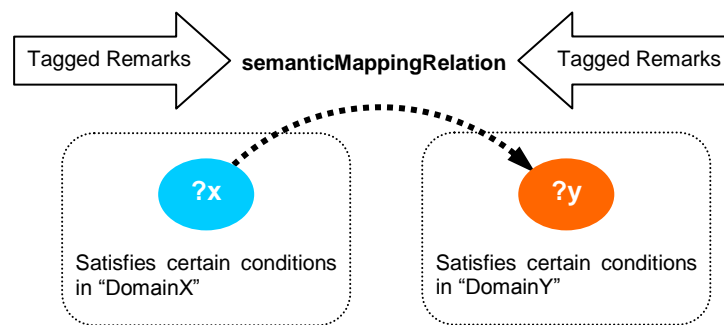 Tagged Remarks
semanticMappingRelation
Tagged Remarks
?x
?y
Satisfies certain conditions
in “DomainX”
Satisfies certain conditions
in “DomainY”